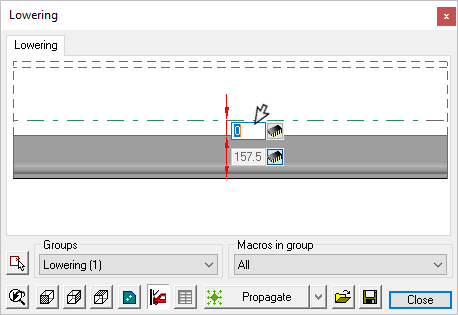 Lowering
x
Lowering
0
157.5
Groups
Macros in group
Lowering (1)
All
Propagate
Close